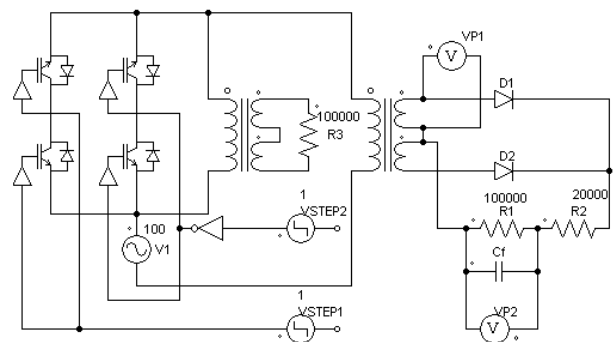 VP1
V
D1
100000
R3
D2
1
VSTEP2
100
V1
100000
R1
20000
R2
Cf
1
VSTEP1
VP2
V